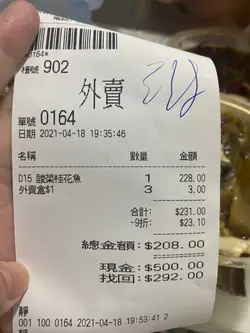 0164*
檯號 902
外賣
單號 0164
日期 2021-04-18 19:35:46
名稱 數量 金額
D15 酸菜桂花魚 1 228.00
外賣盒$1 3 3.00
合計: $231.00
-9折: $23.10
總金額: $208.00
現金: $500.00
找回: $292.00
靜
001 100 0164 2021-04-18 19:53:41 2